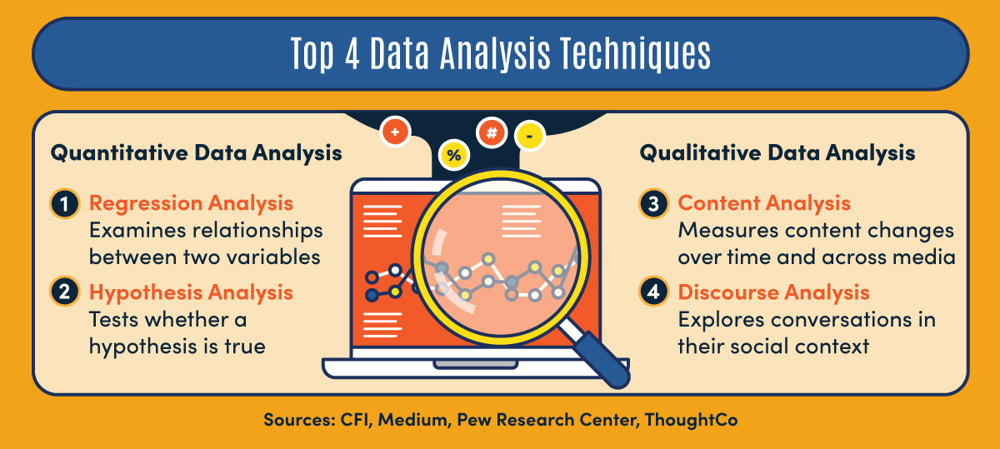 Top 4 Data Analysis Techniques
+
%
#
-
Quantitative Data Analysis
1 Regression Analysis
Examines relationships
between two variables
2 Hypothesis Analysis
Tests whether a
hypothesis is true
Qualitative Data Analysis
3 Content Analysis
Measures content changes
over time and across media
4 Discourse Analysis
Explores conversations in
their social context
Sources: CFI, Medium, Pew Research Center, ThoughtCo